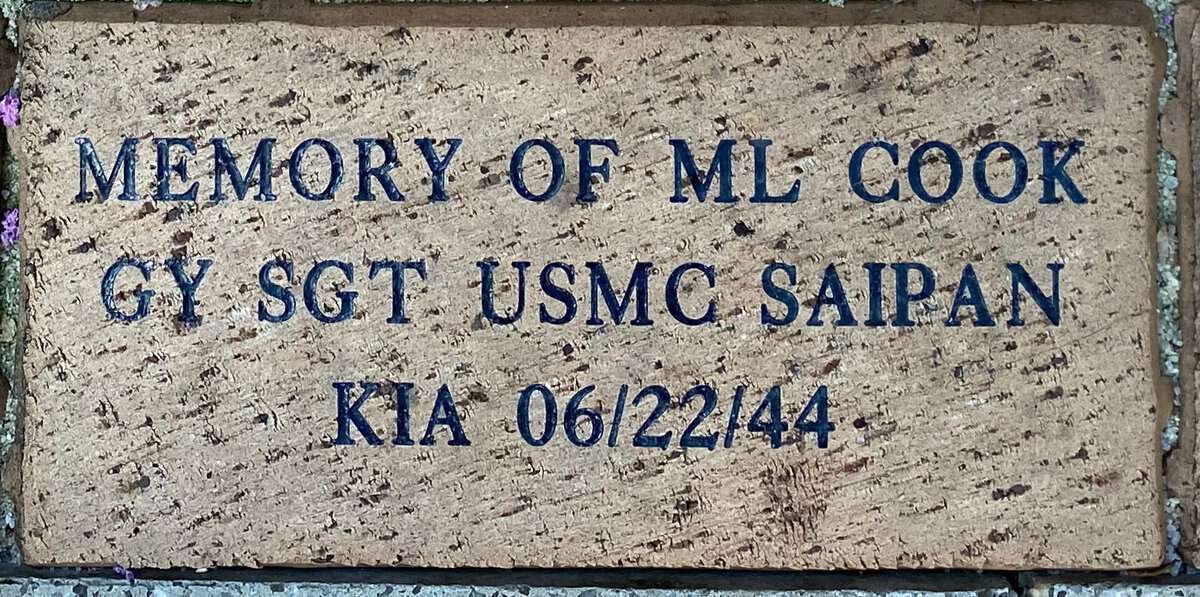 MEMORY OF ML COOK
GY SGT USMC SAIPAN
KIA 06/22/44